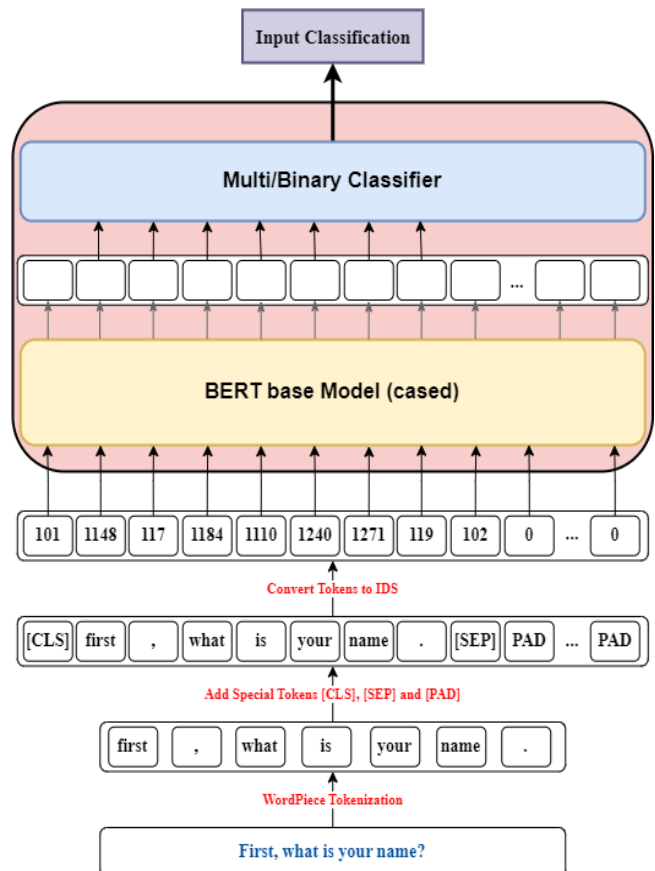 Input Classification
Multi/Binary Classifier
...
BERT base Model (cased)
101 1148 117 1184 1110 1240 1271 119 102 0 ... 0
Convert Tokens to IDS
[CLS] first , what is your name . [SEP] PAD ... PAD
Add Special Tokens [CLS], [SEP] and [PAD]
first , what is your name .
WordPiece Tokenization
First, what is your name?